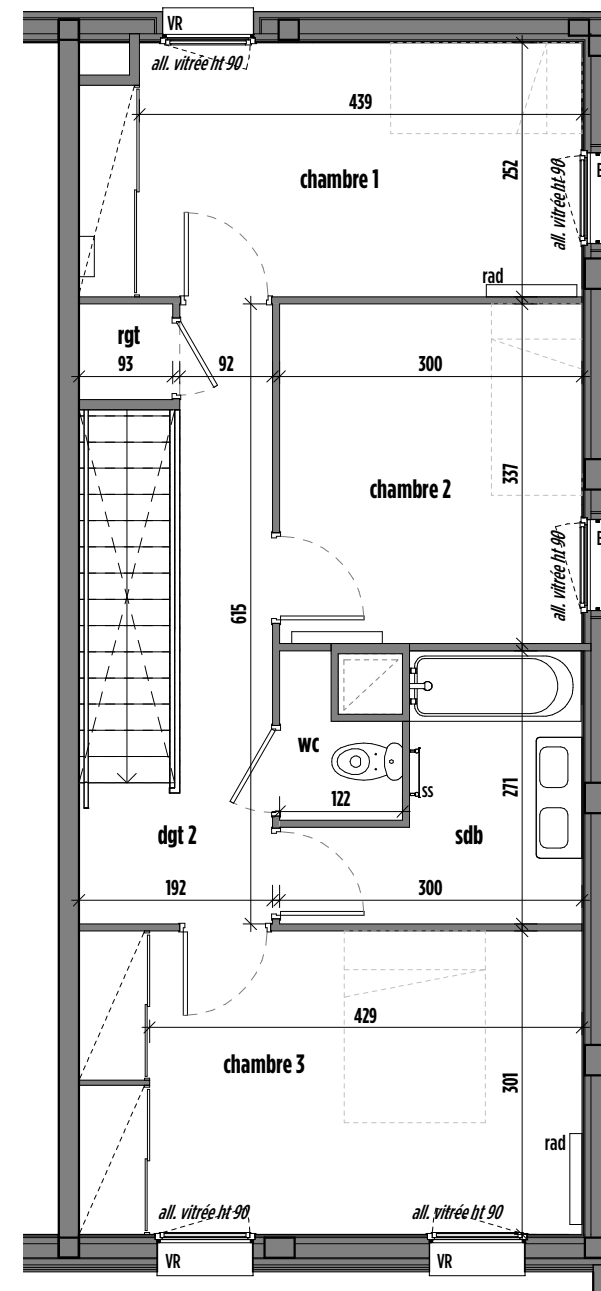 VR
all. vitrée ht 90
439
chambre 1
252
all. vitrée ht 90
E
rad
rgt
93
92
300
chambre 2
337
all. vitrée ht 90
E
615
wc
122
ss
271
dgt 2
sdb
192
300
429
chambre 3
301
rad
all. vitrée ht 90
all. vitrée ht 90
VR
VR